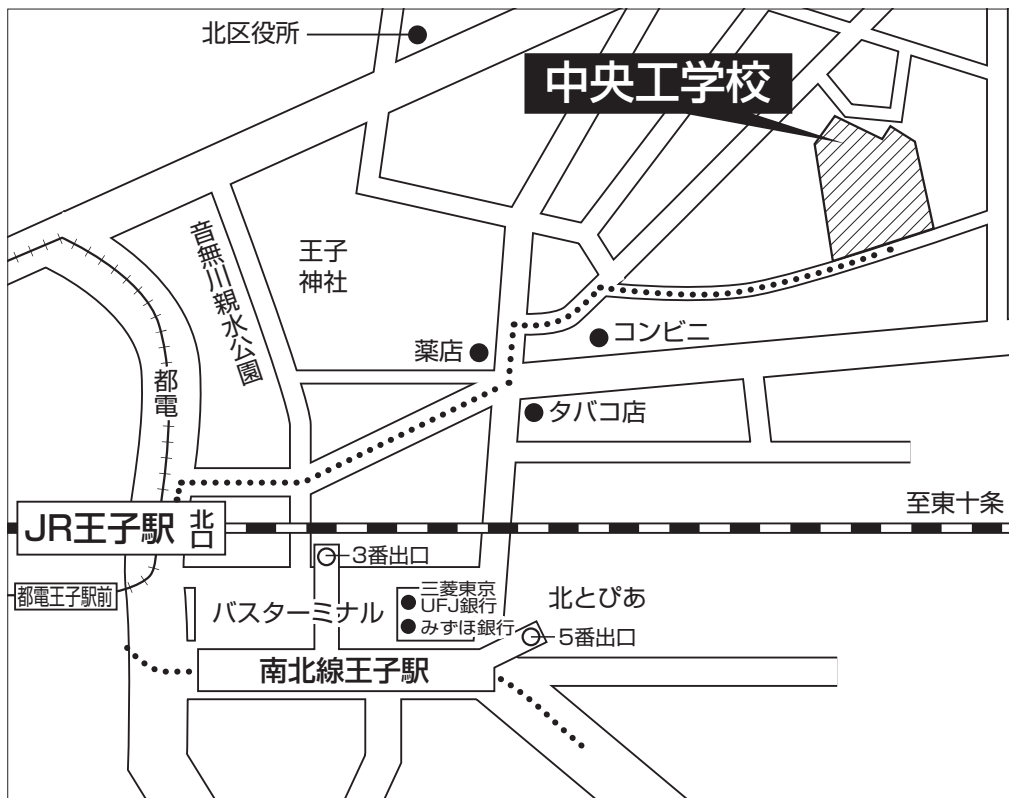 北区役所
中央工学校
音無川親水公園
王子
神社
コンビニ
薬店
都電
タバコ店
至東十条
JR王子駅
北口
3番出口
都電王子駅前
バスターミナル
三菱東京
UFJ銀行
みずほ銀行
北とぴあ
5番出口
南北線王子駅